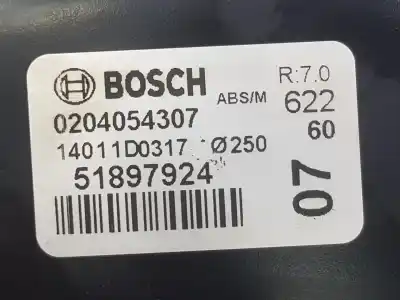 BOSCH
R:7.0
ABS/M
622
0204054307
60
14011D0317 Ø250
51897924
07